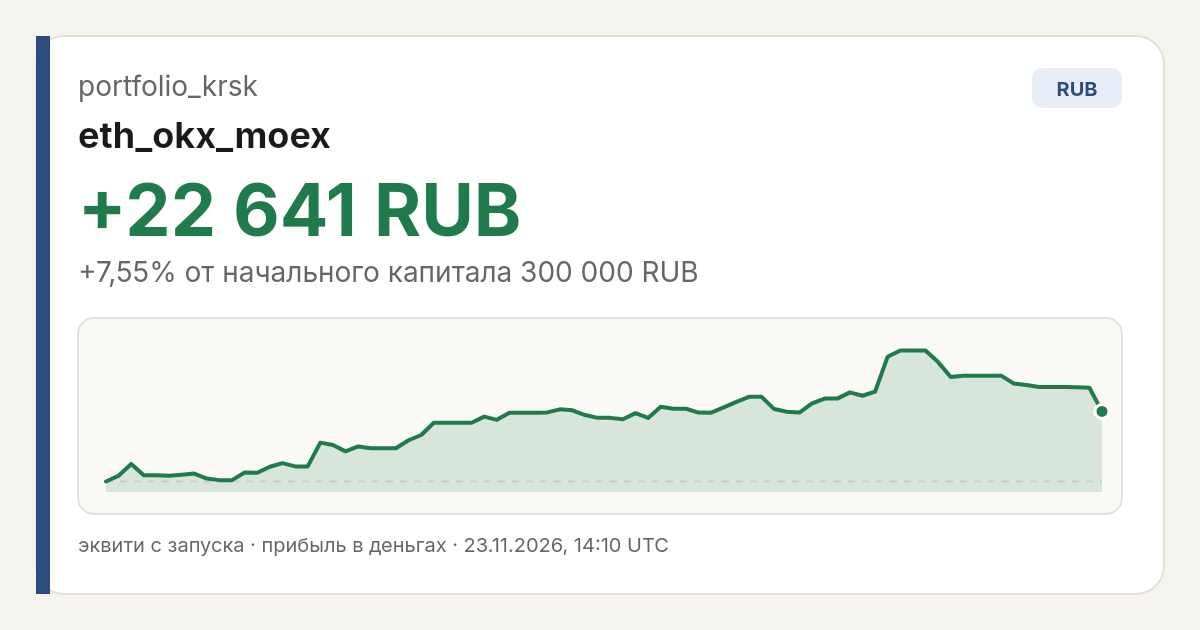 portfolio_krsk
RUB
eth_okx_moex
+22 641 RUB
+7,55% от начального капитала 300 000 RUB
эквити с запуска · прибыль в деньгах · 23.11.2026, 14:10 UTC